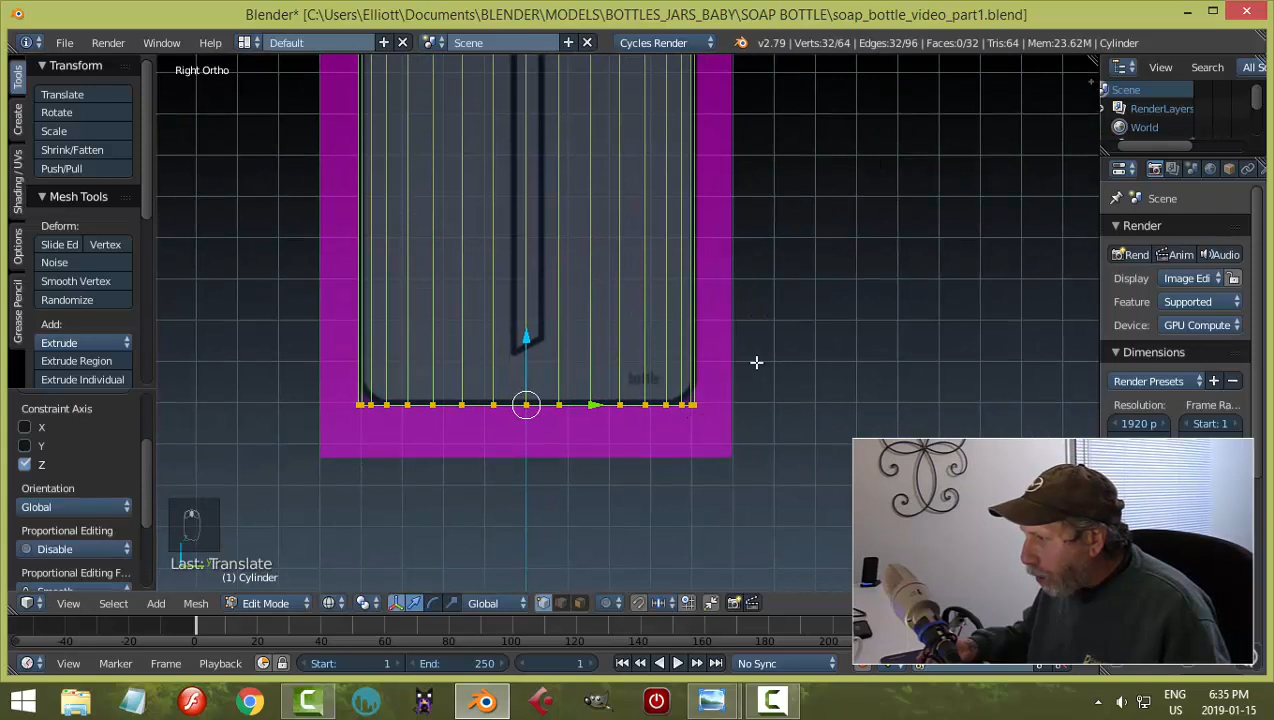 Blender* [C:\Users\Elliott\Documents\BLENDER\MODELS\BOTTLES_JARS_BABY\SOAP BOTTLE\soap_bottle_video_part1.blend]
File Render Window Help Default Scene Cycles Render v2.79 | Verts:32/64 | Edges:32/96 | Faces:0/32 | Tris:64 | Mem:23.62M | Cylinder
Tools
Create
Shading / UVs
Options
Grease Pencil
Transform
Translate
Rotate
Scale
Shrink/Fatten
Push/Pull
Mesh Tools
Deform:
Slide Ed Vertex
Noise
Smooth Vertex
Randomize
Add:
Extrude
Extrude Region
Extrude Individual
Constraint Axis
X
Y
Z
Orientation
Global
Proportional Editing
Disable
Proportional Editing F...
Right Ortho
bottle
Last: Translate
(1) Cylinder
View Search All S
Scene
RenderLayers
World
Scene
Render
Rend Anim Audio
Display Image Edi
Feature Supported
Device: GPU Compute
Dimensions
Render Presets
Resolution: Frame Ra...
1920 p Start: 1
View Select Add Mesh Edit Mode Global
-40 -20 0 20 40 60 80 100 120 140 160 180 200
View Marker Frame Playback Start: 1 End: 250 1 No Sync
ENG
US
6:35 PM
2019-01-15